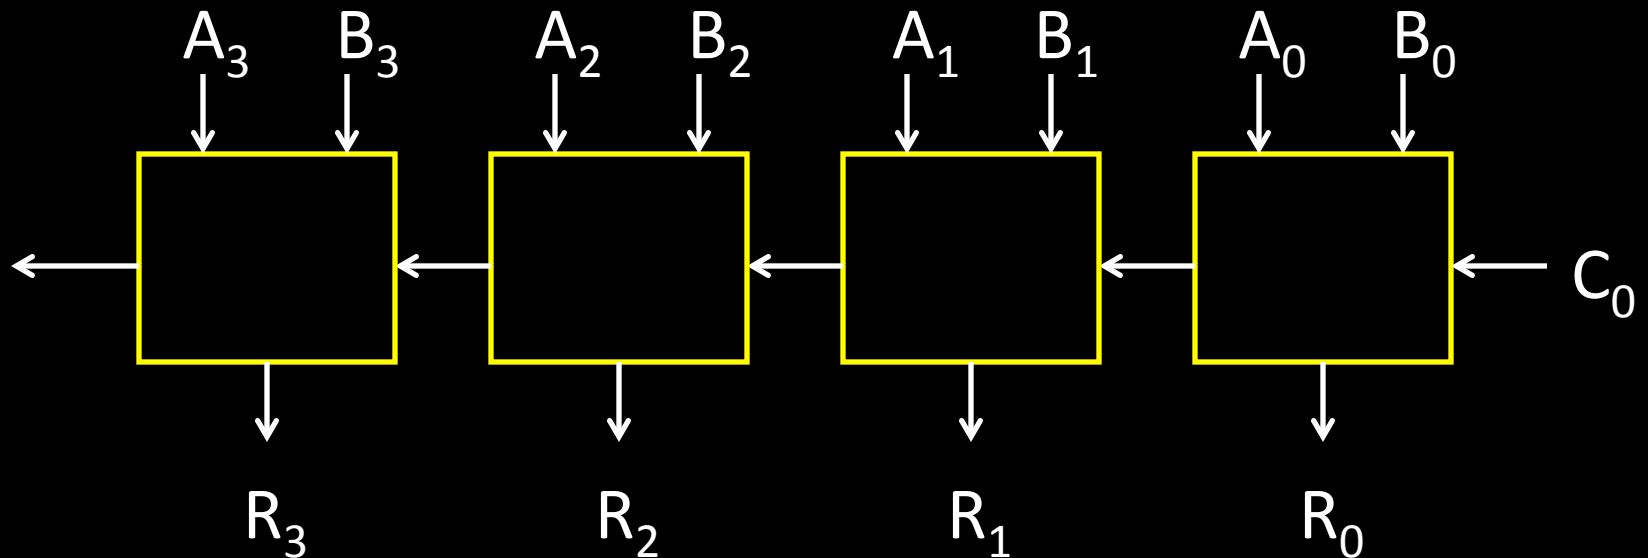 A₃ B₃ A₂ B₂ A₁ B₁ A₀ B₀
C₀
R₃ R₂ R₁ R₀